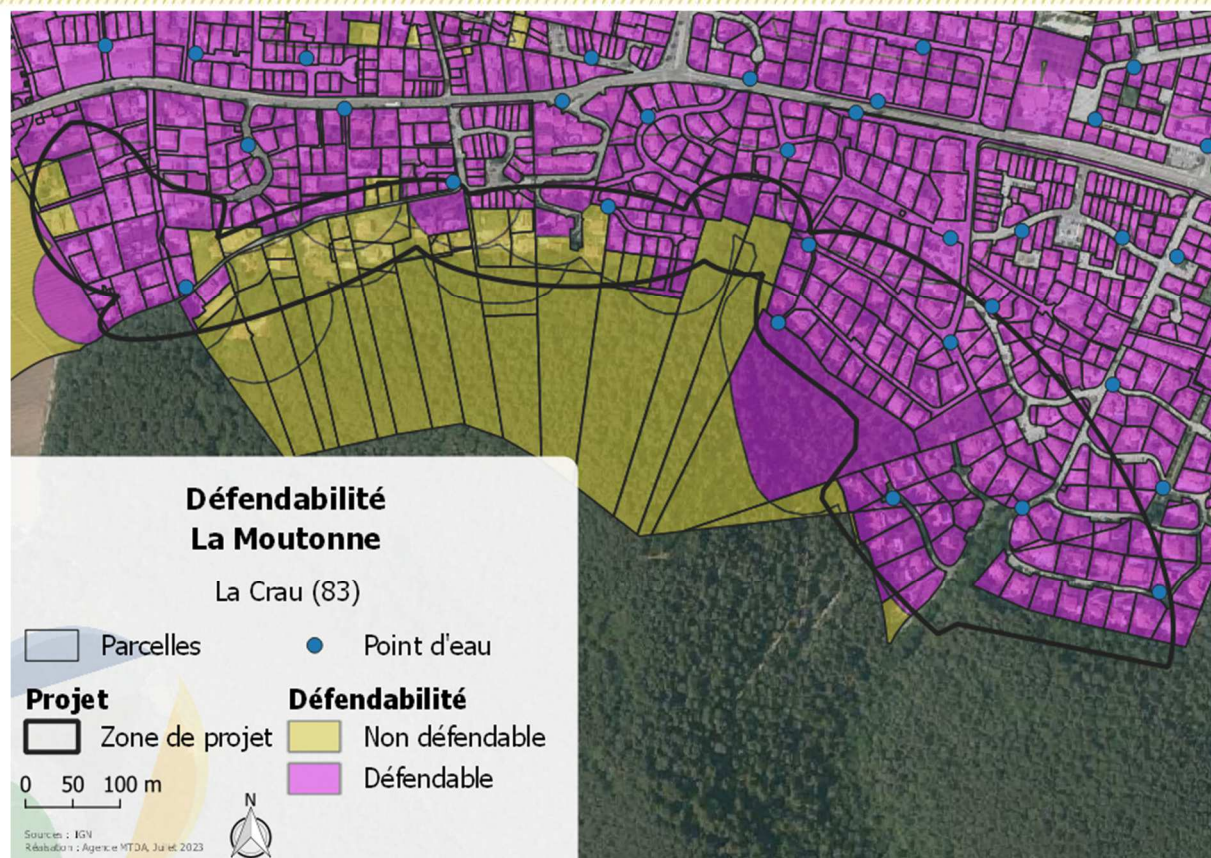 Défendabilité
La Moutonne
La Crau (83)
Parcelles
Point d'eau
Projet
Défendabilité
Zone de projet
Non défendable
Défendable
0 50 100 m
N
Sources : IGN
Réalisation : Agence MTDA, Juillet 2023